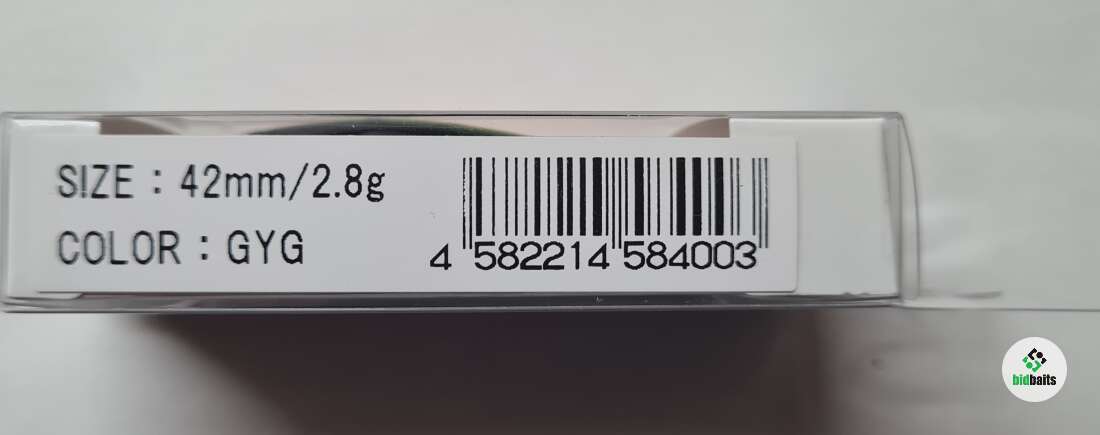 SIZE : 42mm/2.8g
COLOR : GYG
4 582214 584003
bidbaits